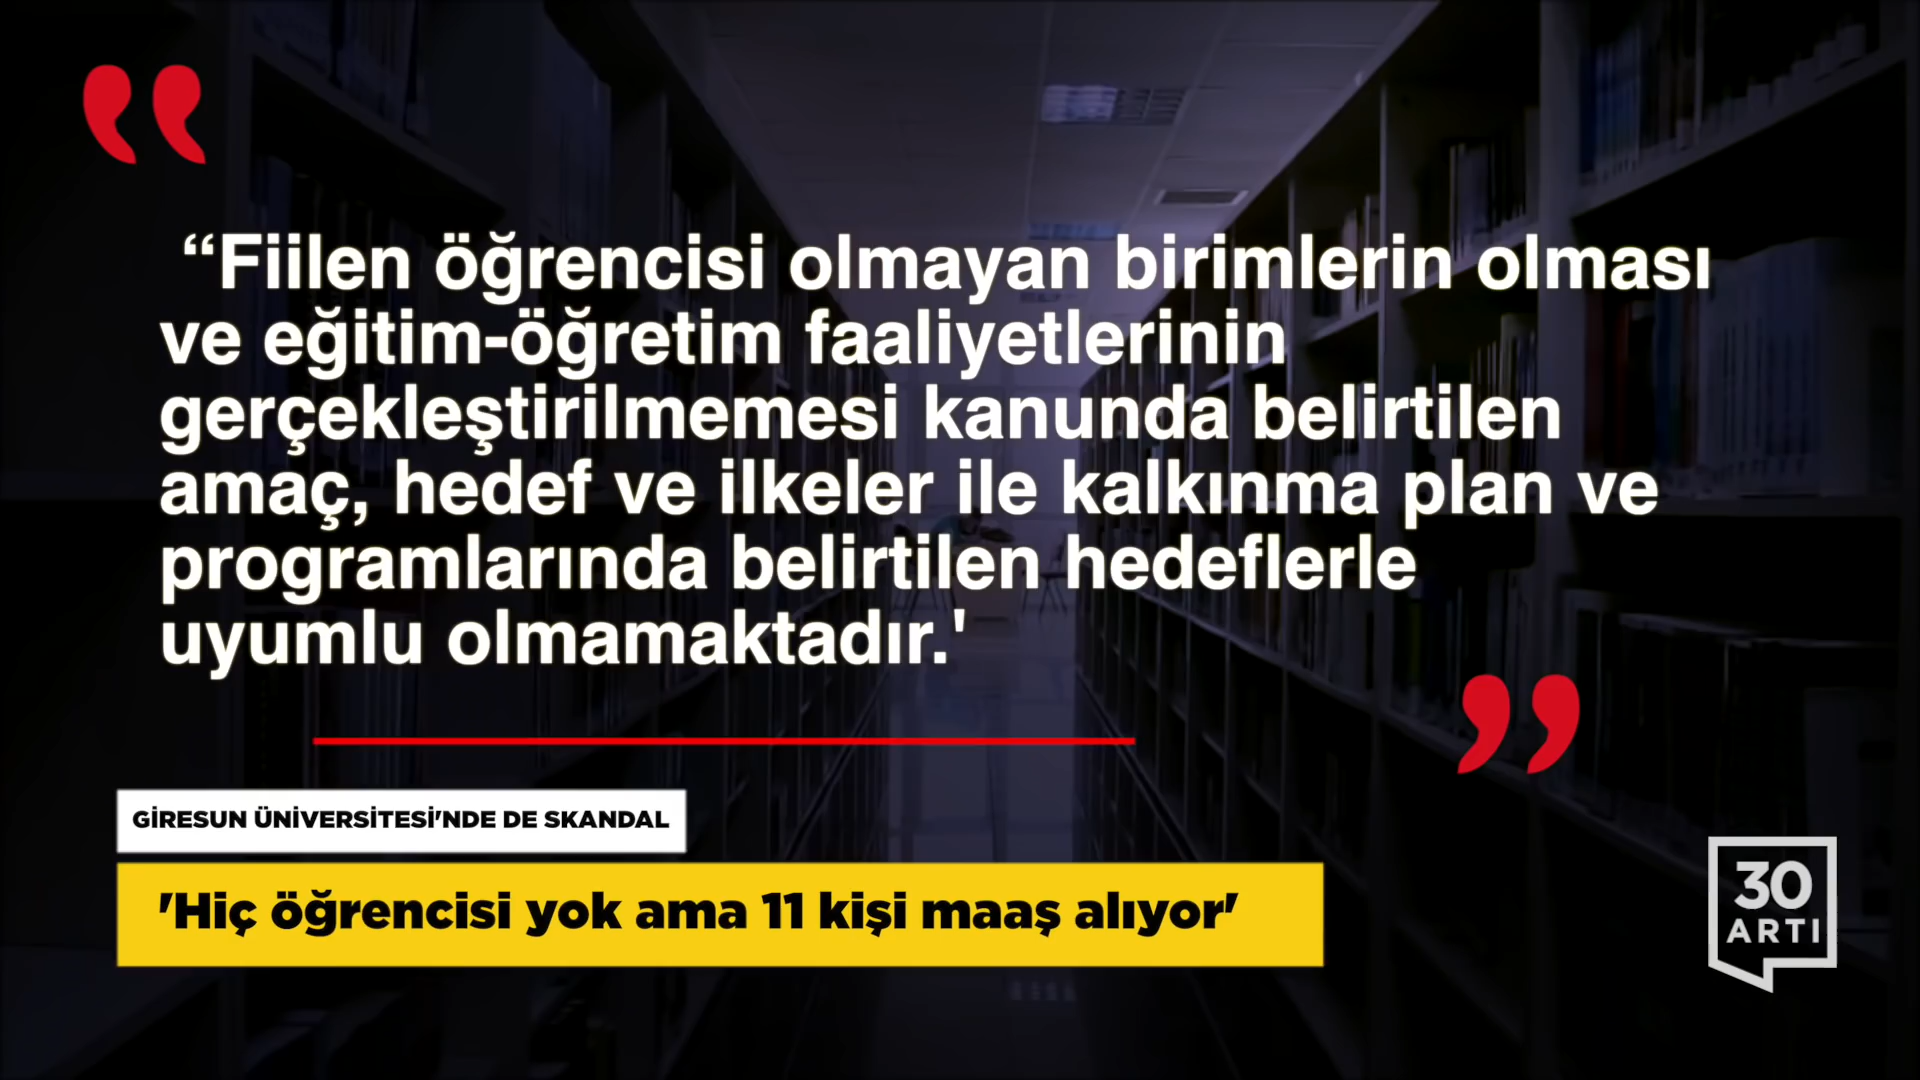 “Fiilen öğrencisi olmayan birimlerin olması
ve eğitim-öğretim faaliyetlerinin
gerçekleştirilmemesi kanunda belirtilen
amaç, hedef ve ilkeler ile kalkınma plan ve
programlarında belirtilen hedeflerle
uyumlu olmamaktadır.'
GİRESUN ÜNİVERSİTESİ'NDE DE SKANDAL
'Hiç öğrencisi yok ama 11 kişi maaş alıyor'
30
ARTI